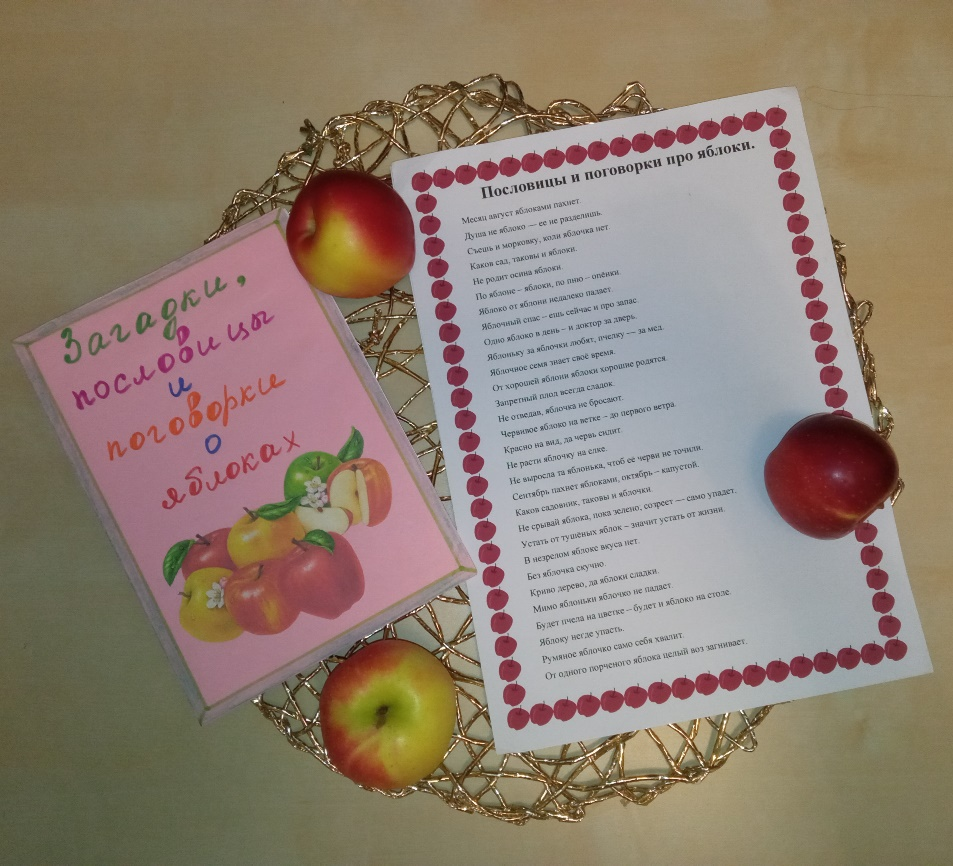 Загадки,
пословицы
и
поговорки
о
яблоках
Пословицы и поговорки про яблоки.
Месяц август яблоками пахнет.
Душа не яблоко — ее не разделишь.
Съешь и морковку, коли яблочка нет
Каков сад, таковы и яблоки.
Не родит осина яблоки.
По яблоне – яблоки, по пню – опёнки.
Яблоко от яблони недалеко падает.
Яблочный спас – ешь сейчас и про запас.
Одно яблоко в день – и доктор за дверь.
Яблоньку за яблочки любят, пчелку — за мед.
Яблочное семя знает своё время.
От хорошей яблони яблоки хорошие родятся.
Запретный плод всегда сладок.
Не отведав, яблочка не бросают.
Червивое яблоко на ветке – до первого ветра.
Красно на вид, да червь сидит.
Не расти яблочку на елке.
Не выросла та яблонька, чтоб её черви не точили.
Сентябрь пахнет яблоками, октябрь – капустой.
Каков садовник, таковы и яблочки.
Не срывай яблока, пока зелено, созреет — само упадет.
Устать от тушёных яблок – значит устать от жизни.
В незрелом яблоке вкуса нет.
Без яблочка скучно.
Криво дерево, да яблоки сладки.
Мимо яблоньки яблочко не падает.
Будет пчела на цветке – будет и яблоко на столе.
Яблоку негде упасть.
Румяное яблочко само себя хвалит.
От одного порченого яблока целый воз загнивает.